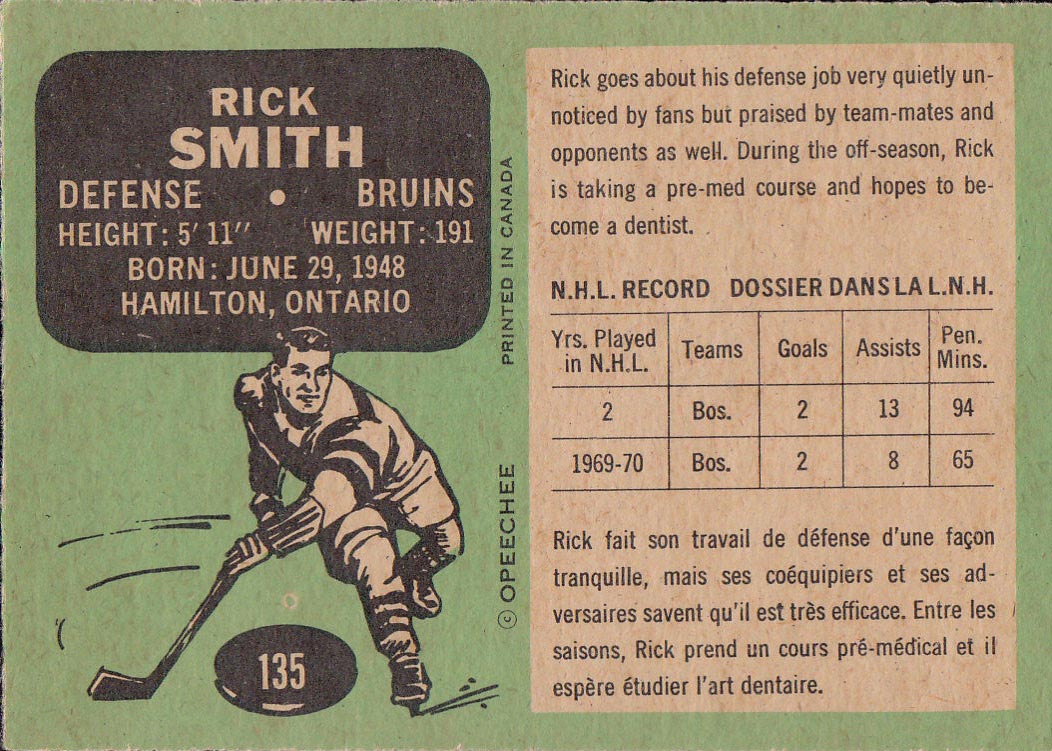 RICK
SMITH
DEFENSE • BRUINS
HEIGHT: 5' 11" WEIGHT: 191
BORN: JUNE 29, 1948
HAMILTON, ONTARIO
135
© OPEECHEE PRINTED IN CANADA
Rick goes about his defense job very quietly un-
noticed by fans but praised by team-mates and
opponents as well. During the off-season, Rick
is taking a pre-med course and hopes to be-
come a dentist.
N.H.L. RECORD DOSSIER DANS LA L.N.H.
Yrs. Played in N.H.L. Teams Goals Assists Pen. Mins.
2 Bos. 2 13 94
1969-70 Bos. 2 8 65
Rick fait son travail de défense d'une façon
tranquille, mais ses coéquipiers et ses ad-
versaires savent qu'il est très efficace. Entre les
saisons, Rick prend un cours pré-médical et il
espère étudier l'art dentaire.